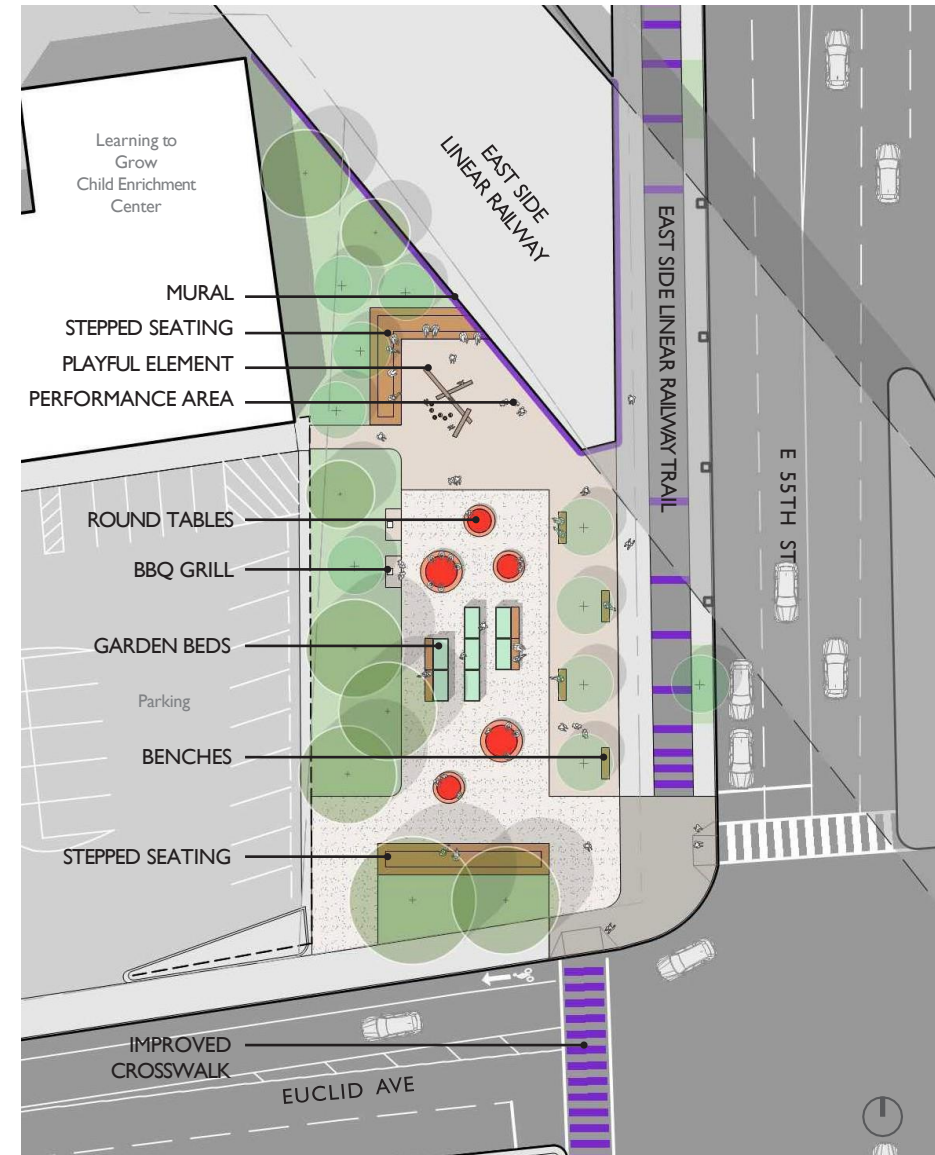 Learning to
Grow
Child Enrichment
Center
EAST SIDE
LINEAR RAILWAY
EAST SIDE LINEAR RAILWAY TRAIL
E 55TH ST
MURAL
STEPPED SEATING
PLAYFUL ELEMENT
PERFORMANCE AREA
ROUND TABLES
BBQ GRILL
GARDEN BEDS
Parking
BENCHES
STEPPED SEATING
IMPROVED
CROSSWALK
EUCLID AVE